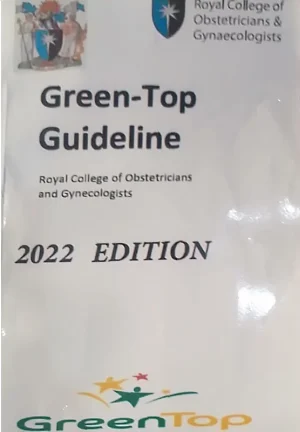 Royal College of
Obstetricians &
Gynaecologists
Green-Top
Guideline
Royal College of Obstetricians
and Gynecologists
2022 EDITION
GreenTop